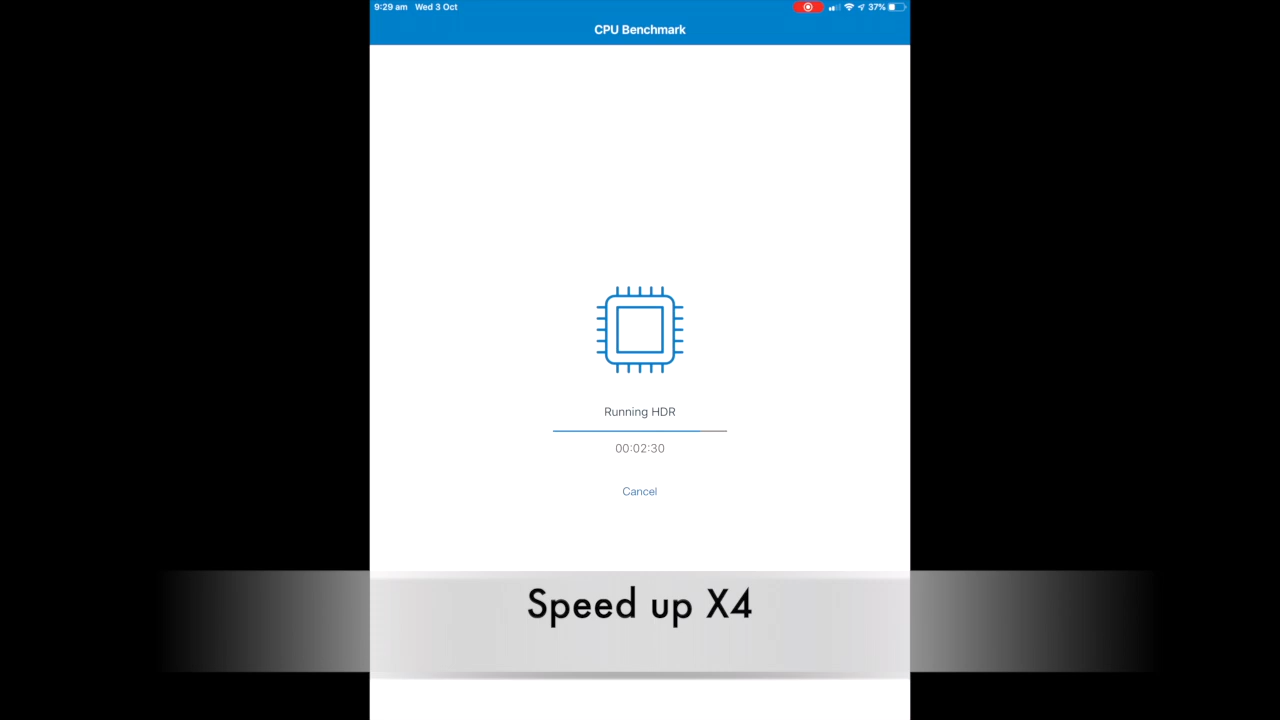 9:29 am Wed 3 Oct 37%
CPU Benchmark
Running HDR
00:02:30
Cancel
Speed up X4